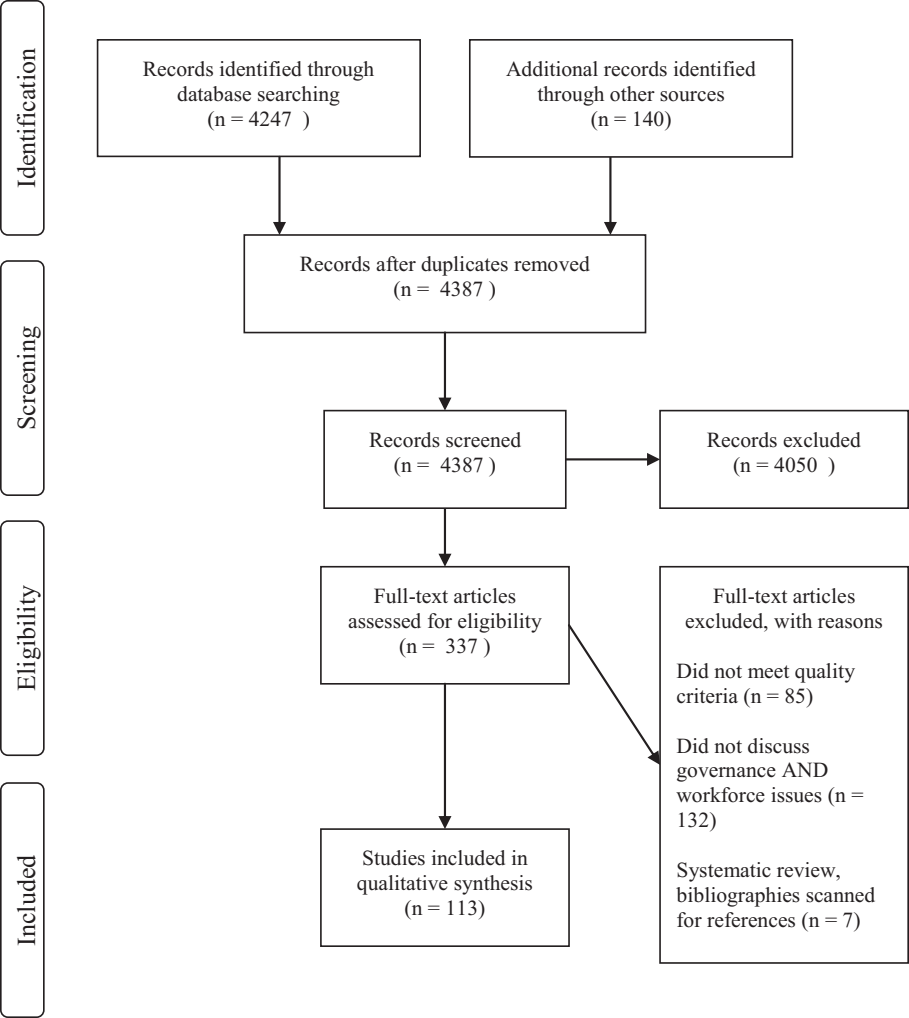 Identification
Records identified through
database searching
(n = 4247  )
Additional records identified
through other sources
(n = 140)
Records after duplicates removed
(n =  4387 )
Screening
Records screened
(n =  4387 )
Records excluded
(n = 4050  )
Eligibility
Full-text articles
assessed for eligibility
(n =  337 )
Full-text articles
excluded, with reasons
Did not meet quality
criteria (n = 85)
Did not discuss
governance AND
workforce issues (n =
132)
Systematic review,
bibliographies scanned
for references (n = 7)
Included
Studies included in
qualitative synthesis
(n = 113)